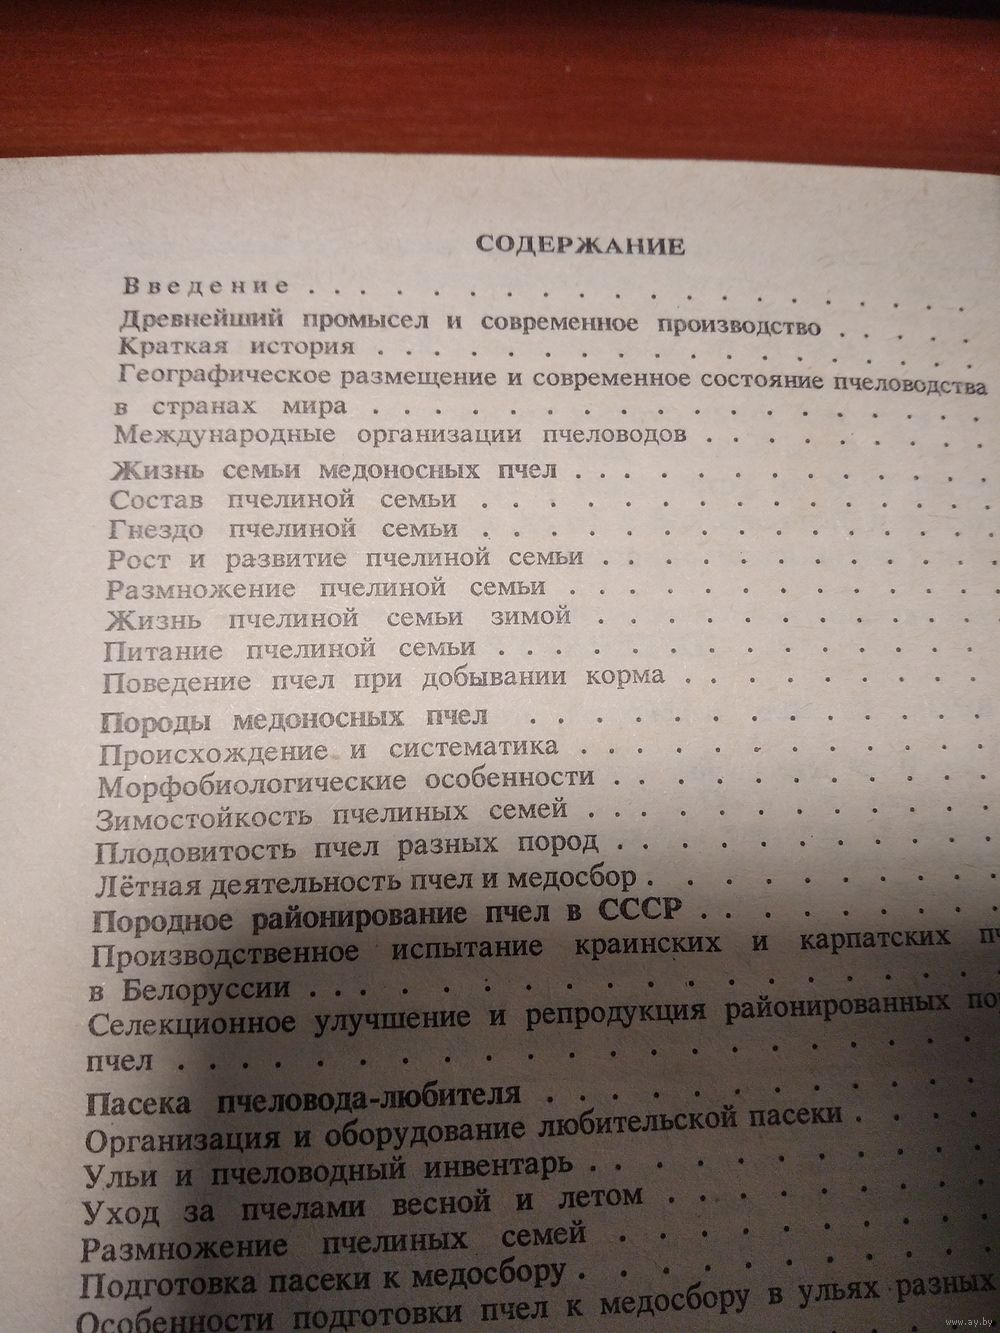 СОДЕРЖАНИЕ
Введение . . . . . . . . . . . . . . . . .
Древнейший промысел и современное производство . . . . .
Краткая история . . . . . . . . . . . . . . .
Географическое размещение и современное состояние пчеловодства
в странах мира . . . . . . . . . . . . . . .
Международные организации пчеловодов . . . . . . . .
Жизнь семьи медоносных пчел . . . . . . . . . . .
Состав пчелиной семьи . . . . . . . . . . . . .
Гнездо пчелиной семьи . . . . . . . . . . . . .
Рост и развитие пчелиной семьи . . . . . . . . . .
Размножение пчелиной семьи . . . . . . . . . . .
Жизнь пчелиной семьи зимой . . . . . . . . . . .
Питание пчелиной семьи . . . . . . . . . . . . .
Поведение пчел при добывании корма . . . . . . . .
Породы медоносных пчел . . . . . . . . . . . . .
Происхождение и систематика . . . . . . . . . . .
Морфобиологические особенности . . . . . . . . . .
Зимостойкость пчелиных семей . . . . . . . . . . .
Плодовитость пчел разных пород . . . . . . . . . .
Лётная деятельность пчел и медосбор . . . . . . . . .
Породное районирование пчел в СССР . . . . . . . .
Производственное испытание краинских и карпатских
в Белоруссии . . . . . . . . . . . . . . . .
Селекционное улучшение и репродукция районированных
пчел . . . . . . . . . . . . . . . . . . .
Пасека пчеловода-любителя . . . . . . . . . . . .
Организация и оборудование любительской пасеки . . . .
Ульи и пчеловодный инвентарь . . . . . . . . . . .
Уход за пчелами весной и летом . . . . . . . . .
Размножение пчелиных семей . . . . . . . . . . .
Подготовка пасеки к медосбору . . . . . . . . . . .
Особенности подготовки пчел к медосбору в ульях разных
www.ay.by